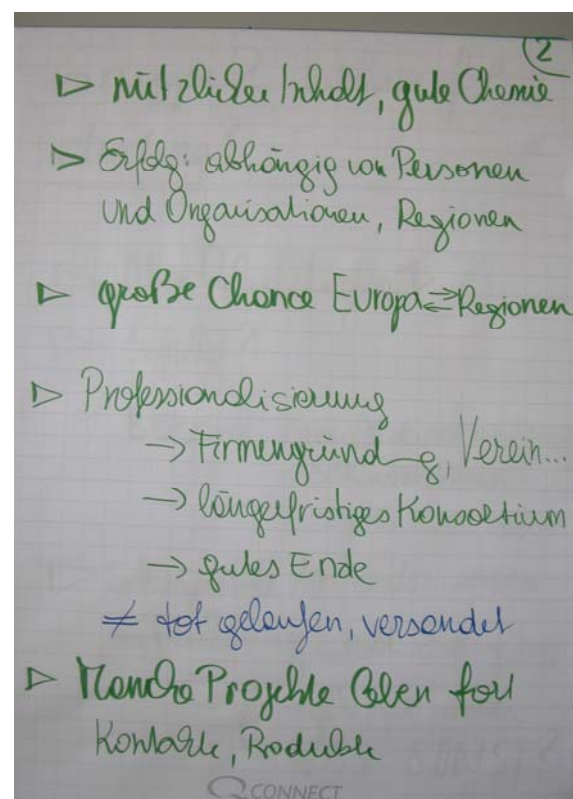 2
▷ nützlicher Inhalt, gute Chemie
▷ Erfolg: abhängig von Personen
und Organisationen, Regionen
▷ große Chance Europa ⇄ Regionen
▷ Professionalisierung
→ Firmengründ—g, Verein...
→ längerfristiges Konsortium
→ gutes Ende
≠ tot gelaufen, versandet
▷ Manche Projekte leben fort
Kontakte, Produkte
Q CONNECT